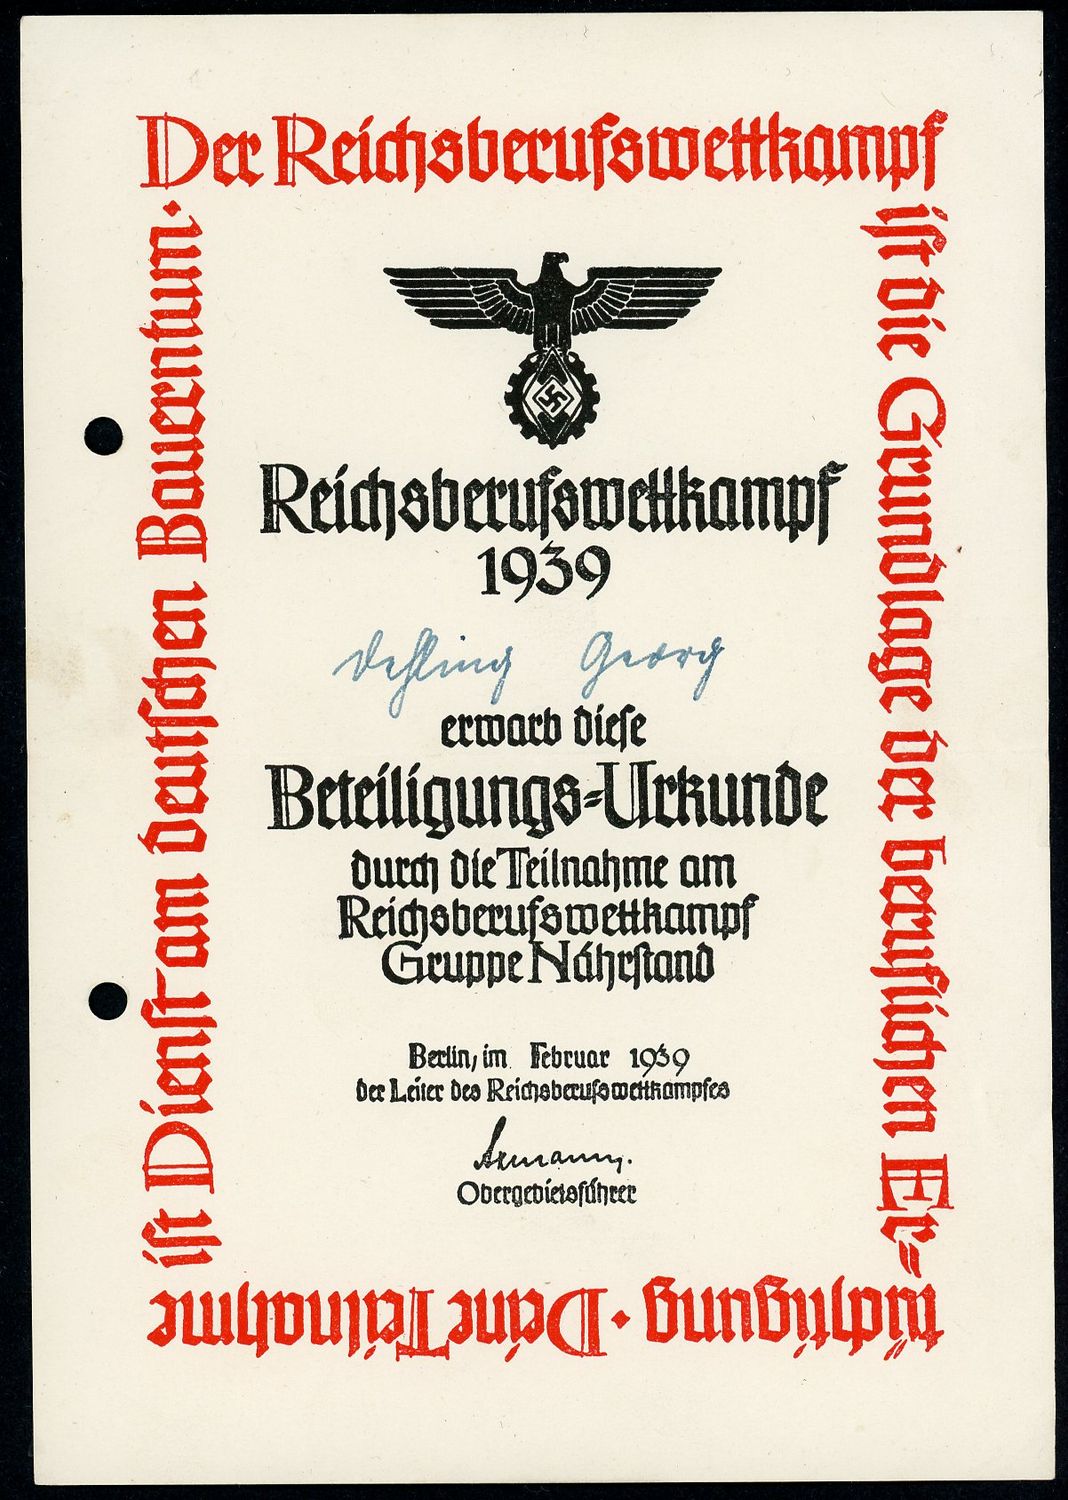 Der Reichsberufswettkampf
ist die Grundlage der beruflichen Er=
tüchtigung · Deine Teilnahme
ist Dienst am deutschen Bauerntum ·
Reichsberufswettkampf
1939
Dehling Georg
erwarb diese
Beteiligungs=Urkunde
durch die Teilnahme am
Reichsberufswettkampf
Gruppe Nährstand
Berlin, im Februar 1939
der Leiter des Reichsberufswettkampfes
Axmann.
Obergebietsführer